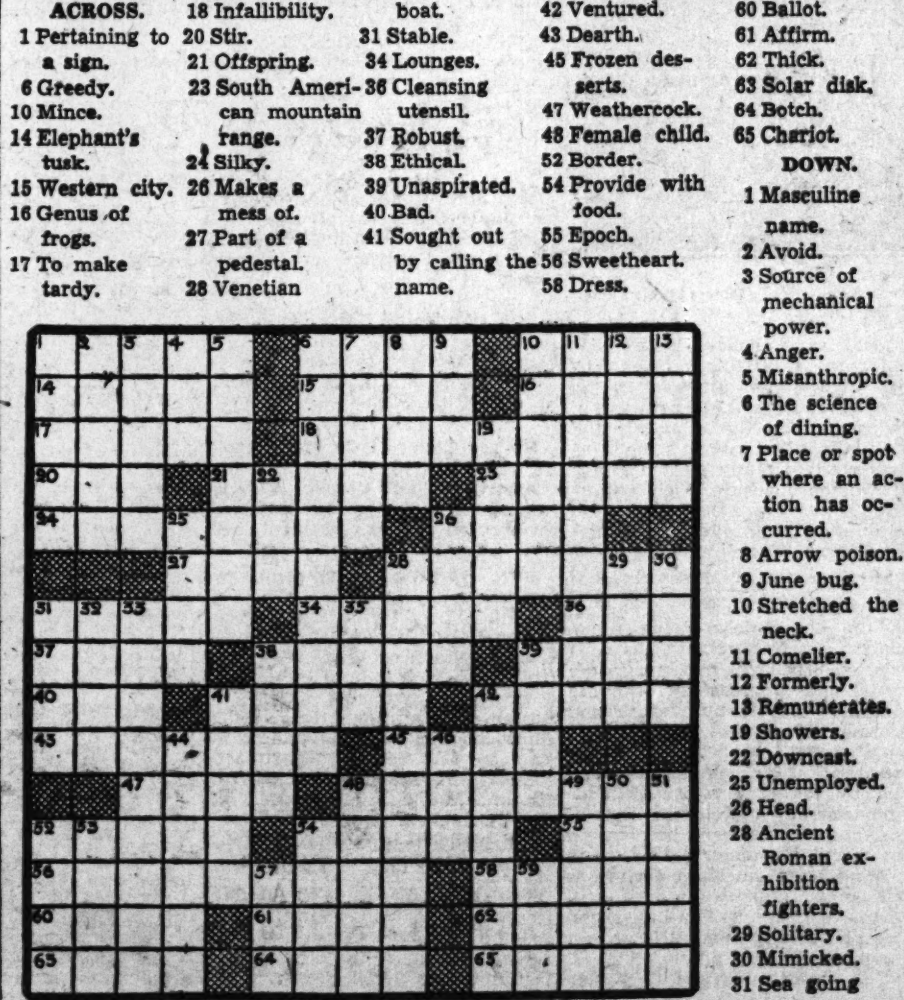 ACROSS.
1 Pertaining to
a sign.
6 Greedy.
10 Mince.
14 Elephant's
tusk.
15 Western city.
16 Genus of
frogs.
17 To make
tardy.
18 Infallibility.
20 Stir.
21 Offspring.
23 South Ameri-
can mountain
range.
24 Silky.
26 Makes a
mess of.
27 Part of a
pedestal.
28 Venetian
boat.
31 Stable.
34 Lounges.
36 Cleansing
utensil.
37 Robust.
38 Ethical.
39 Unaspirated.
40 Bad.
41 Sought out
by calling the
name.
42 Ventured.
43 Dearth.
45 Frozen des-
serts.
47 Weathercock.
48 Female child.
52 Border.
54 Provide with
food.
55 Epoch.
56 Sweetheart.
58 Dress.
60 Ballot.
61 Affirm.
62 Thick.
63 Solar disk.
64 Botch.
65 Chariot.
DOWN.
1 Masculine
name.
2 Avoid.
3 Source of
mechanical
power.
4 Anger.
5 Misanthropic.
6 The science
of dining.
7 Place or spot
where an ac-
tion has oc-
curred.
8 Arrow poison.
9 June bug.
10 Stretched the
neck.
11 Comelier.
12 Formerly.
13 Remunerates.
19 Showers.
22 Downcast.
25 Unemployed.
26 Head.
28 Ancient
Roman ex-
hibition
fighters.
29 Solitary.
30 Mimicked.
31 Sea going
1 2 3 4 5 6 7 8 9 10 11 12 13
14 15 16
17 18 19
20 21 22 23
24 25 26
27 28 29 30
31 32 33 34 35 36
37 38 39
40 41 42
43 44 45 46
47 48 49 50 51
52 53 54 55
56 57 58 59
60 61 62
63 64 65